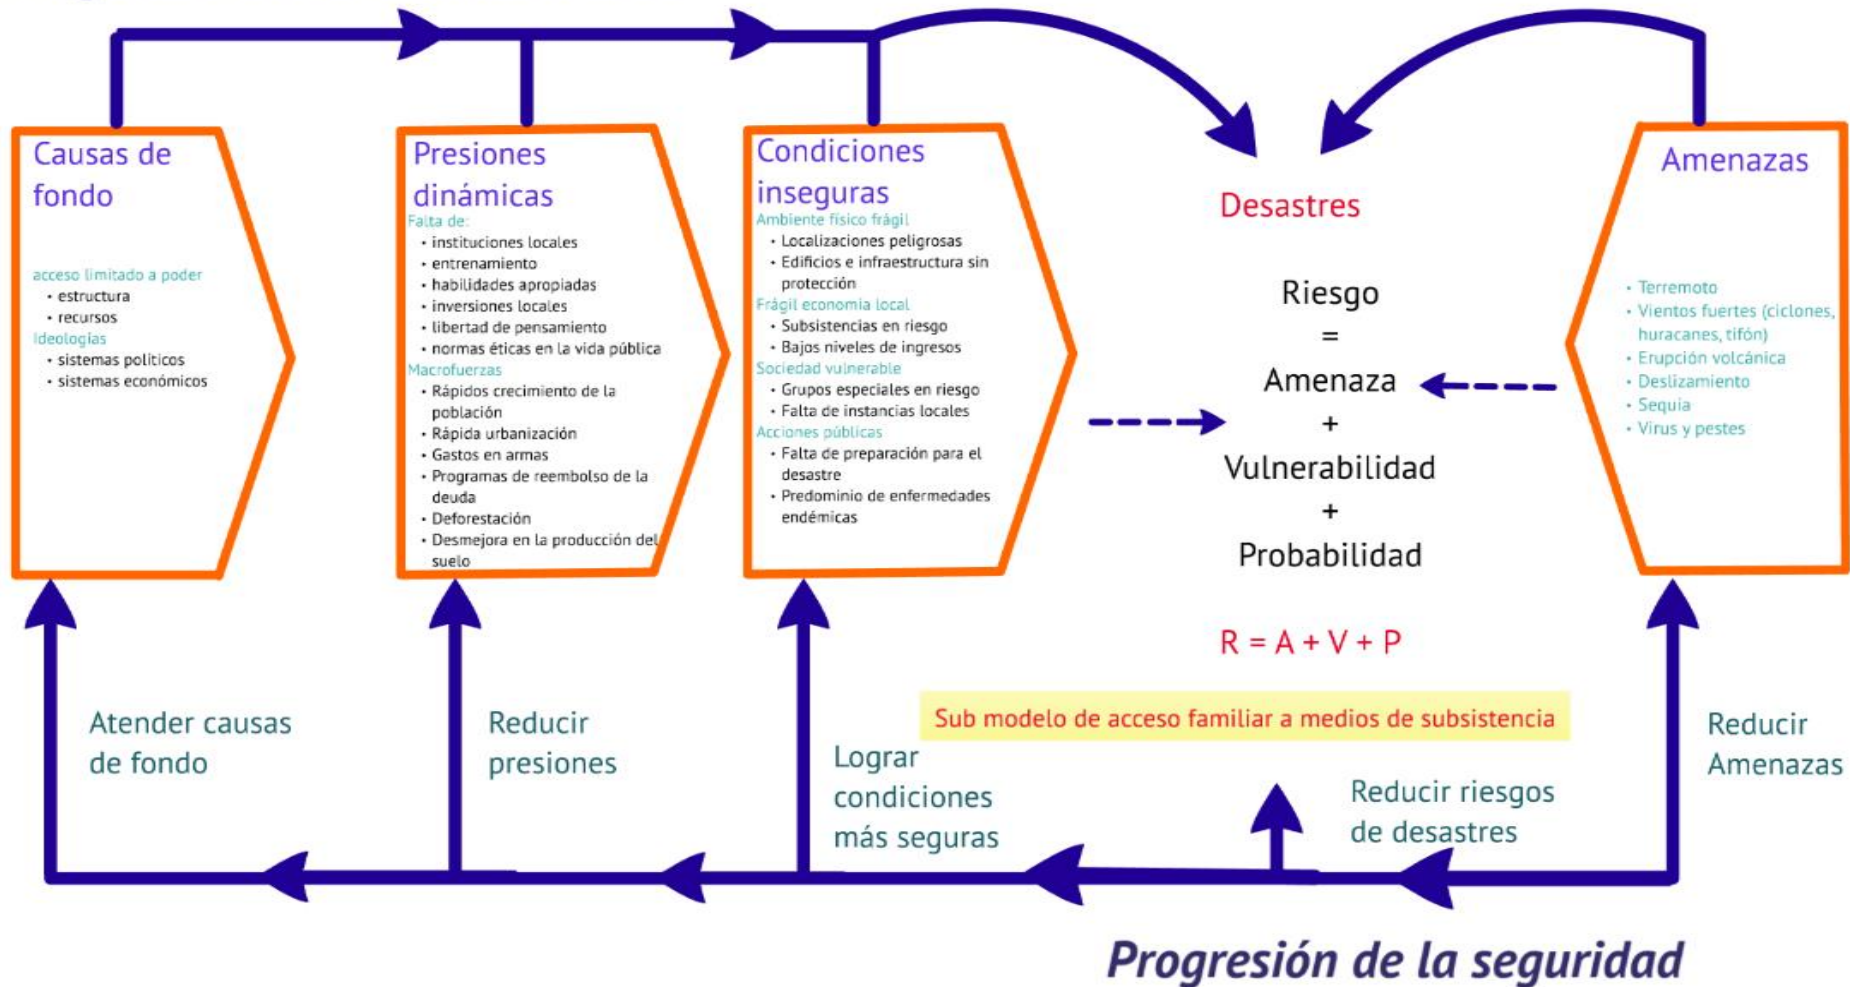 Causas de
fondo
acceso limitado a poder
• estructura
• recursos
Ideologías
• sistemas políticos
• sistemas económicos
Presiones
dinámicas
Falta de:
• instituciones locales
• entrenamiento
• habilidades apropiadas
• inversiones locales
• libertad de pensamiento
• normas éticas en la vida pública
Macrofuerzas
• Rápidos crecimiento de la
población
• Rápida urbanización
• Gastos en armas
• Programas de reembolso de la
deuda
• Deforestación
• Desmejora en la producción del
suelo
Condiciones
inseguras
Ambiente físico frágil
• Localizaciones peligrosas
• Edificios e infraestructura sin
protección
Frágil economía local
• Subsistencias en riesgo
• Bajos niveles de ingresos
Sociedad vulnerable
• Grupos especiales en riesgo
• Falta de instancias locales
Acciones públicas
• Falta de preparación para el
desastre
• Predominio de enfermedades
endémicas
Desastres
Riesgo
=
Amenaza
+
Vulnerabilidad
+
Probabilidad
R = A + V + P
Amenazas
• Terremoto
• Vientos fuertes (ciclones,
huracanes, tifón)
• Erupción volcánica
• Deslizamiento
• Sequia
• Virus y pestes
Sub modelo de acceso familiar a medios de subsistencia
Atender causas
de fondo
Reducir
presiones
Lograr
condiciones
más seguras
Reducir riesgos
de desastres
Reducir
Amenazas
Progresión de la seguridad